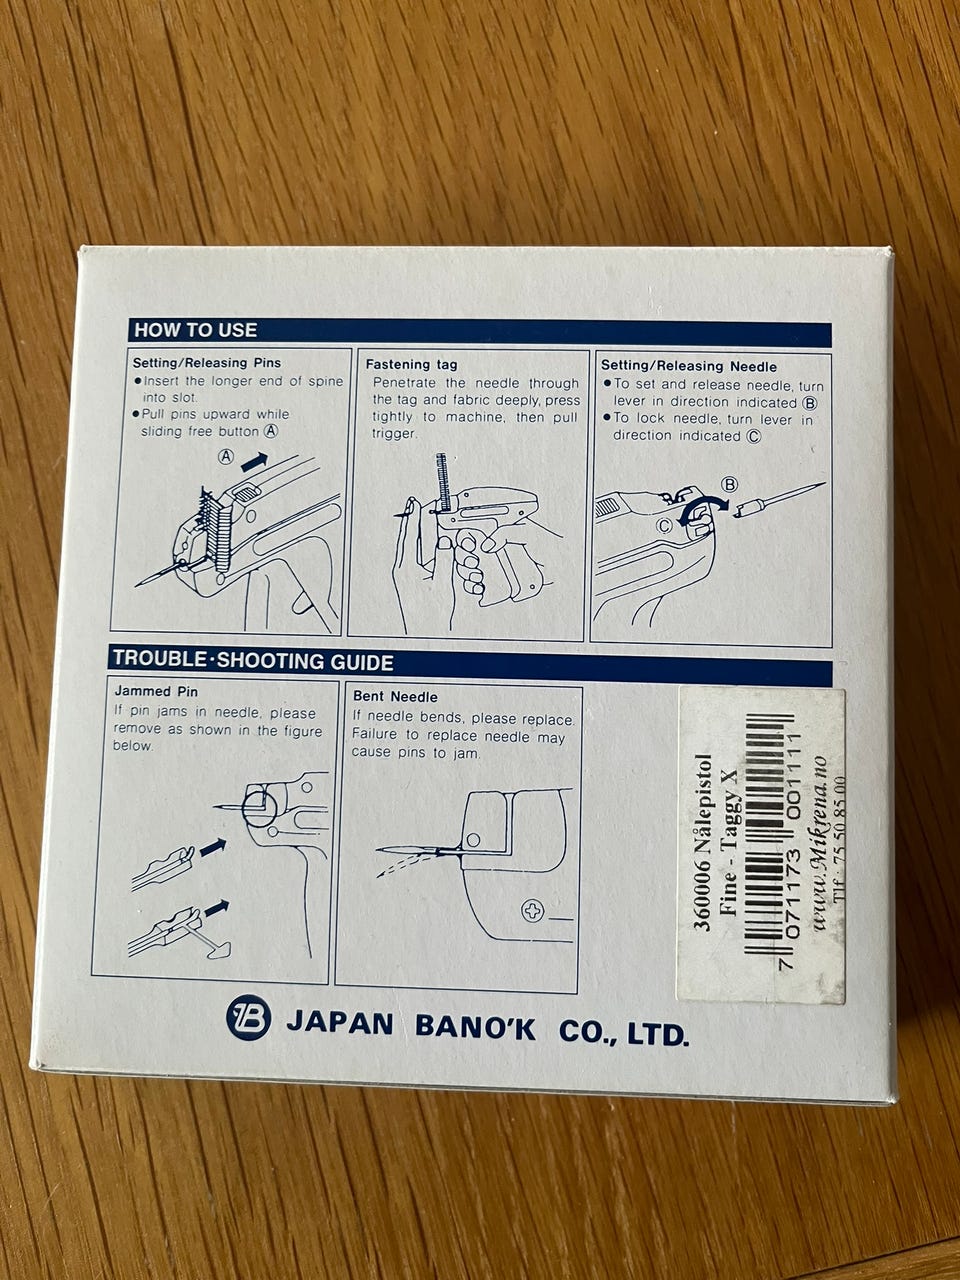 HOW TO USE
Setting/Releasing Pins
●Insert the longer end of spine
into slot.
●Pull pins upward while
sliding free button Ⓐ
Ⓐ
Fastening tag
Penetrate the needle through
the tag and fabric deeply, press
tightly to machine, then pull
trigger.
Setting/Releasing Needle
●To set and release needle, turn
lever in direction indicated Ⓑ
●To lock needle, turn lever in
direction indicated Ⓒ
Ⓑ
Ⓒ
TROUBLE·SHOOTING GUIDE
Jammed Pin
If pin jams in needle, please
remove as shown in the figure
below.
Bent Needle
If needle bends, please replace.
Failure to replace needle may
cause pins to jam.
360006 Nålepistol
Fine - Taggy X
7 071173 001111
www.Mikrena.no
Tlf: 75 50 85 00
B JAPAN BANO'K CO., LTD.